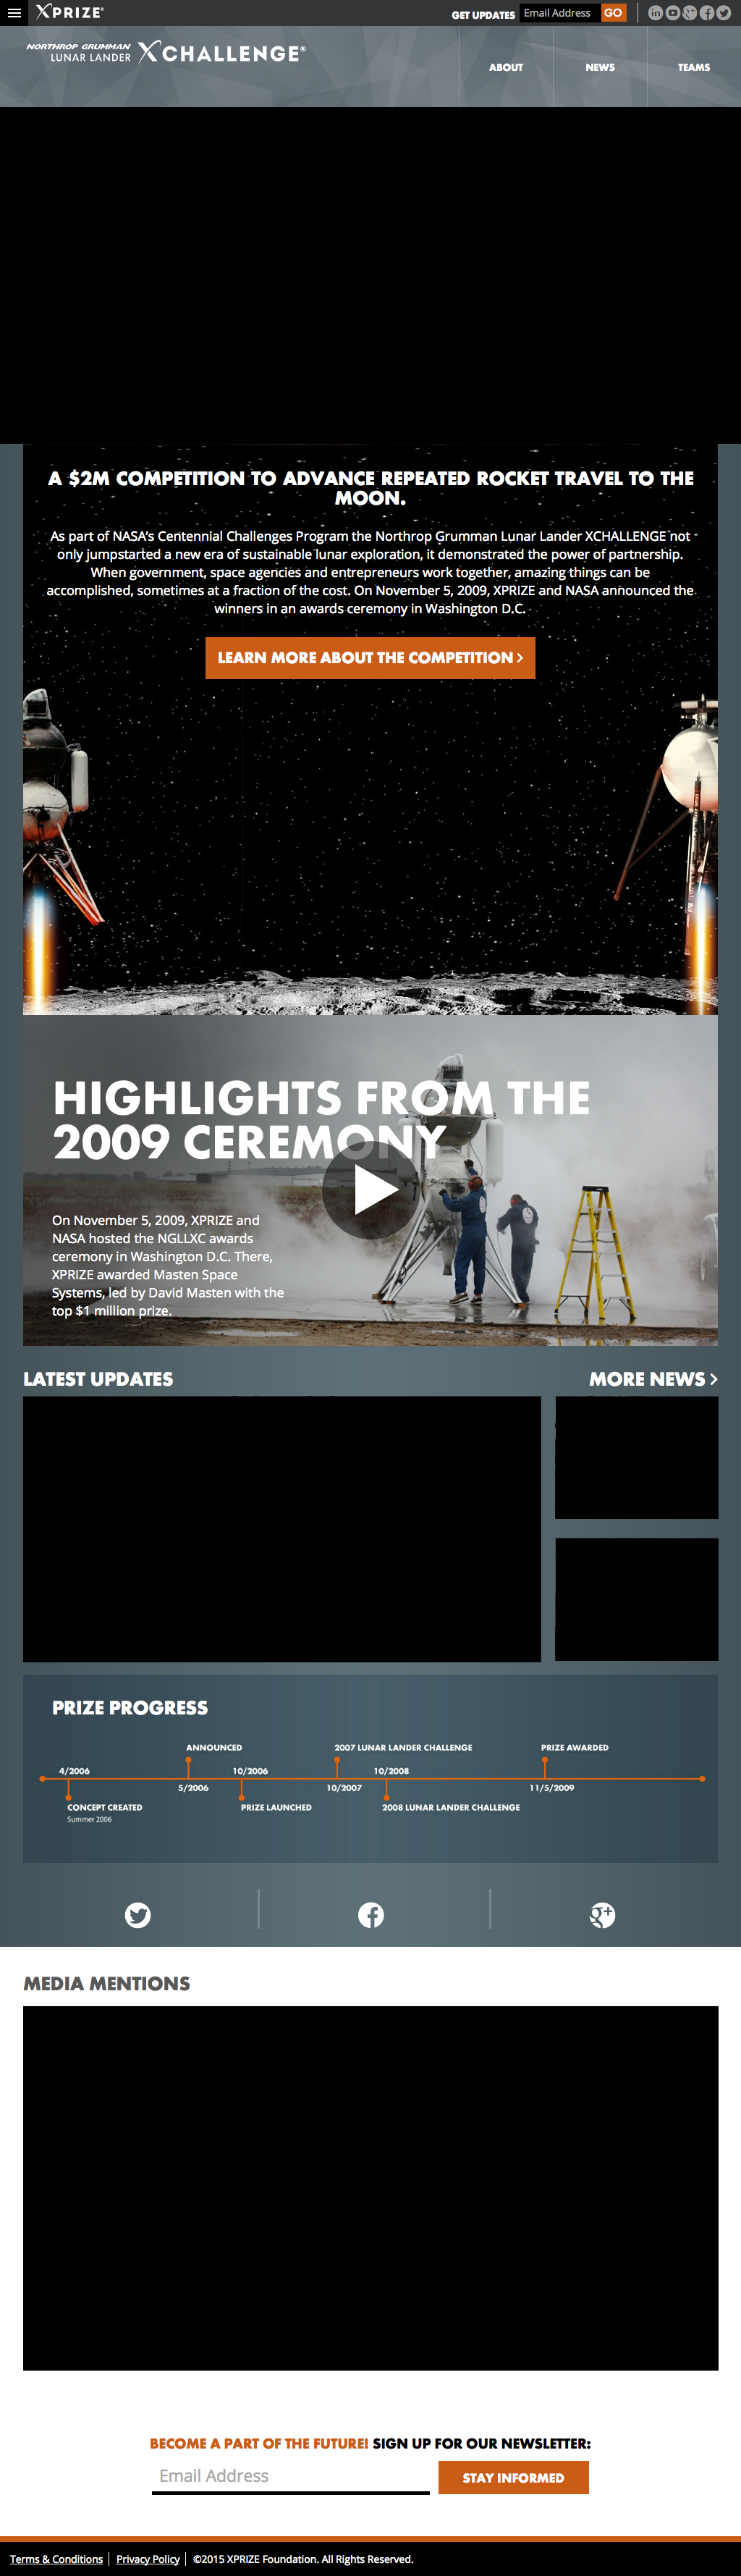 XPRIZE®
GET UPDATES Email Address GO
in g+ f
NORTHROP GRUMMAN
LUNAR LANDER XCHALLENGE®
ABOUT NEWS TEAMS
A $2M COMPETITION TO ADVANCE REPEATED ROCKET TRAVEL TO THE
MOON.
As part of NASA's Centennial Challenges Program the Northrop Grumman Lunar Lander XCHALLENGE not
only jumpstarted a new era of sustainable lunar exploration, it demonstrated the power of partnership.
When government, space agencies and entrepreneurs work together, amazing things can be
accomplished, sometimes at a fraction of the cost. On November 5, 2009, XPRIZE and NASA announced the
winners in an awards ceremony in Washington D.C.
LEARN MORE ABOUT THE COMPETITION >
HIGHLIGHTS FROM THE
2009 CEREMONY
On November 5, 2009, XPRIZE and
NASA hosted the NGLLXC awards
ceremony in Washington D.C. There,
XPRIZE awarded Masten Space
Systems, led by David Masten with the
top $1 million prize.
LATEST UPDATES
MORE NEWS >
PRIZE PROGRESS
ANNOUNCED 2007 LUNAR LANDER CHALLENGE PRIZE AWARDED
4/2006 10/2006 10/2008
5/2006 10/2007 11/5/2009
CONCEPT CREATED PRIZE LAUNCHED 2008 LUNAR LANDER CHALLENGE
Summer 2006
f g+
MEDIA MENTIONS
BECOME A PART OF THE FUTURE! SIGN UP FOR OUR NEWSLETTER:
Email Address STAY INFORMED
Terms & Conditions | Privacy Policy | ©2015 XPRIZE Foundation. All Rights Reserved.